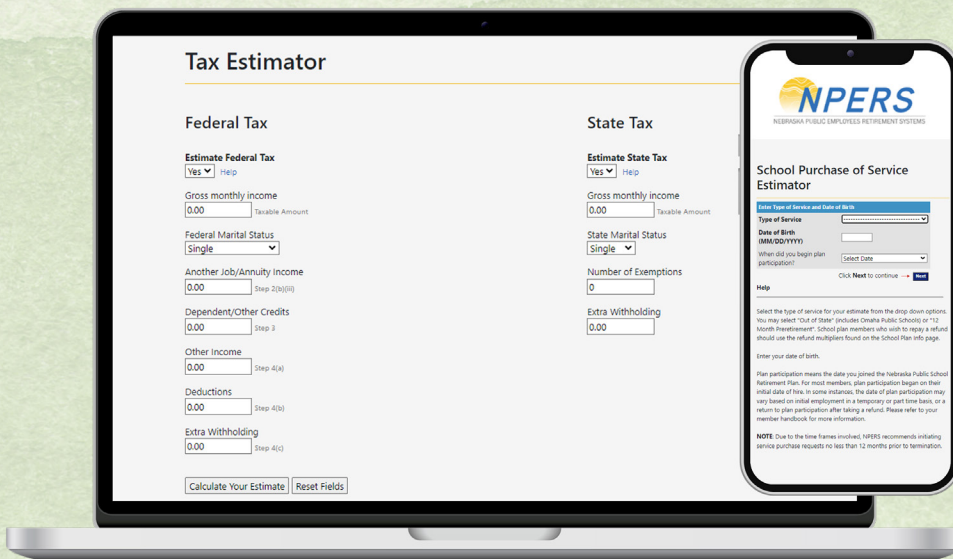 Tax Estimator
Federal Tax
Estimate Federal Tax
Yes Help
Gross monthly income
0.00 Taxable Amount
Federal Marital Status
Single
Another Job/Annuity Income
0.00 Step 2(b)(iii)
Dependent/Other Credits
0.00 Step 3
Other Income
0.00 Step 4(a)
Deductions
0.00 Step 4(b)
Extra Withholding
0.00 Step 4(c)
Calculate Your Estimate Reset Fields
State Tax
Estimate State Tax
Yes Help
Gross monthly income
0.00 Taxable Amount
State Marital Status
Single
Number of Exemptions
0
Extra Withholding
0.00
NPERS
NEBRASKA PUBLIC EMPLOYEES RETIREMENT SYSTEMS
School Purchase of Service
Estimator
Enter Type of Service and Date of Birth
Type of Service
Date of Birth
(MM/DD/YYYY)
When did you begin plan
participation? Select Date
Click Next to continue → Next
Help
Select the type of service for your estimate from the drop down options.
You may select "Out of State" (includes Omaha Public Schools) or "12
Month Preretirement". School plan members who wish to repay a refund
should use the refund multipliers found on the School Plan Info page.
Enter your date of birth.
Plan participation means the date you joined the Nebraska Public School
Retirement Plan. For most members, plan participation began on their
initial date of hire. In some instances, the date of plan participation may
vary based on initial employment in a temporary or part time basis, or a
return to plan participation after taking a refund. Please refer to your
member handbook for more information.
NOTE: Due to the time frames involved, NPERS recommends initiating
service purchase requests no less than 12 months prior to termination.